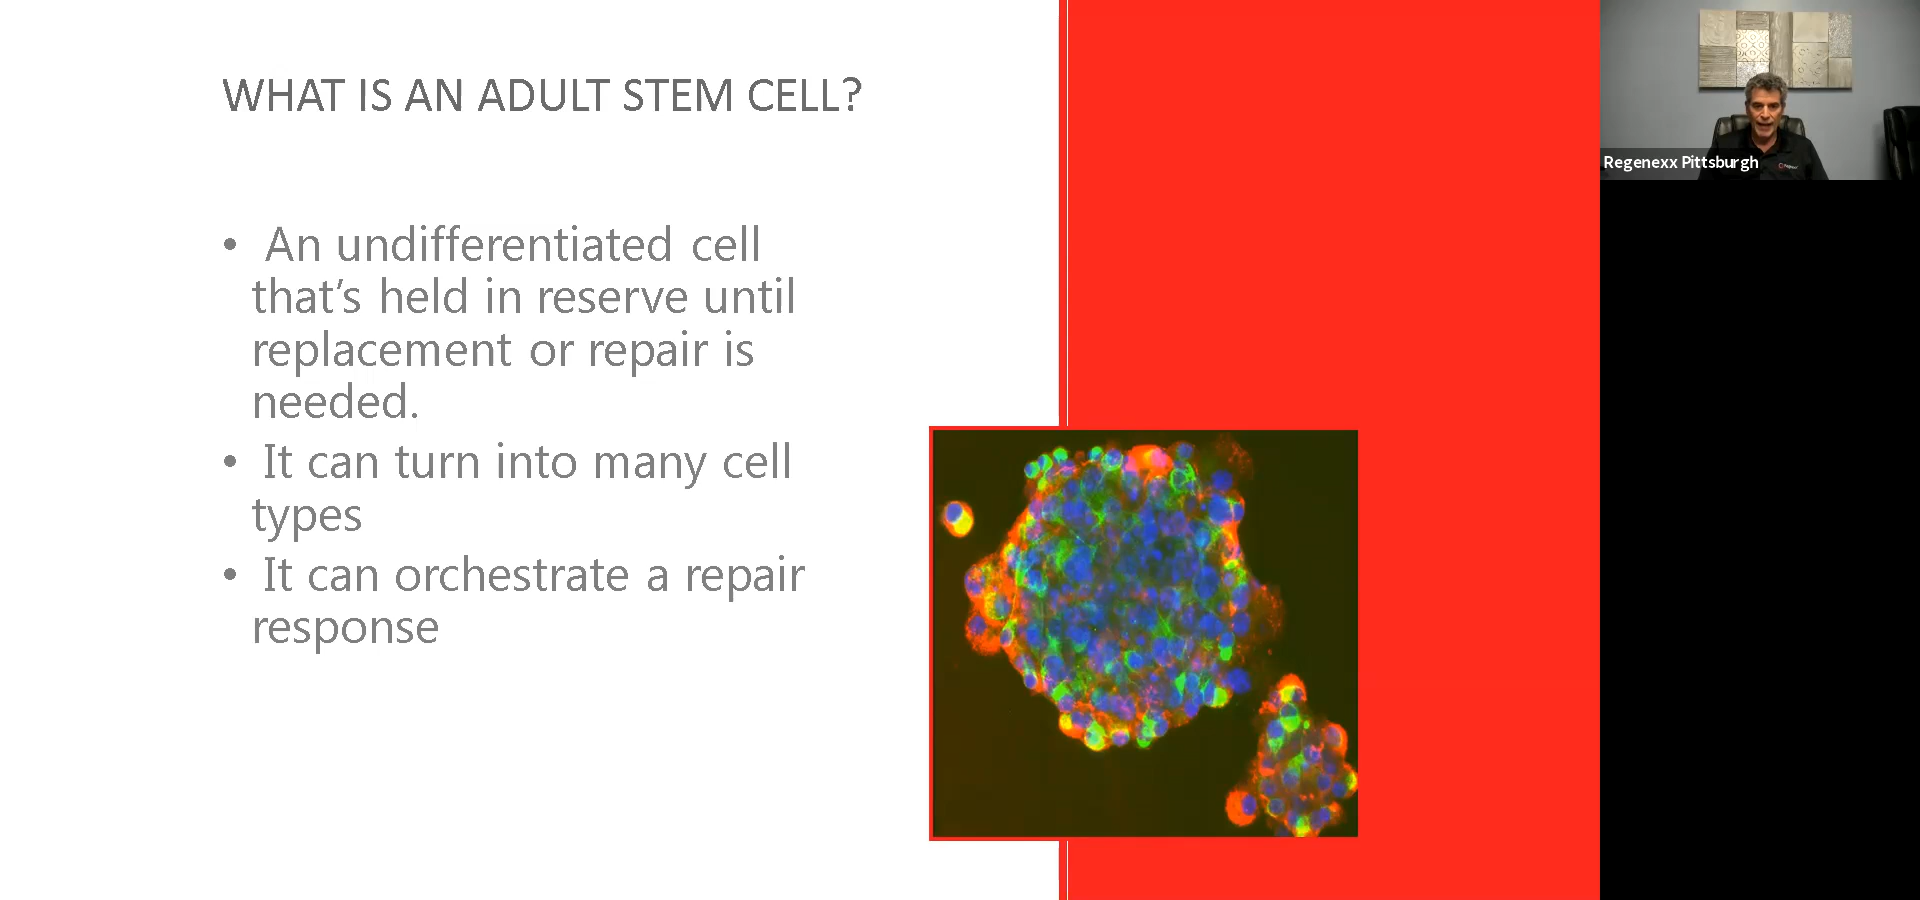 WHAT IS AN ADULT STEM CELL?
• An undifferentiated cell
that’s held in reserve until
replacement or repair is
needed.
• It can turn into many cell
types
• It can orchestrate a repair
response
Regenexx Pittsburgh